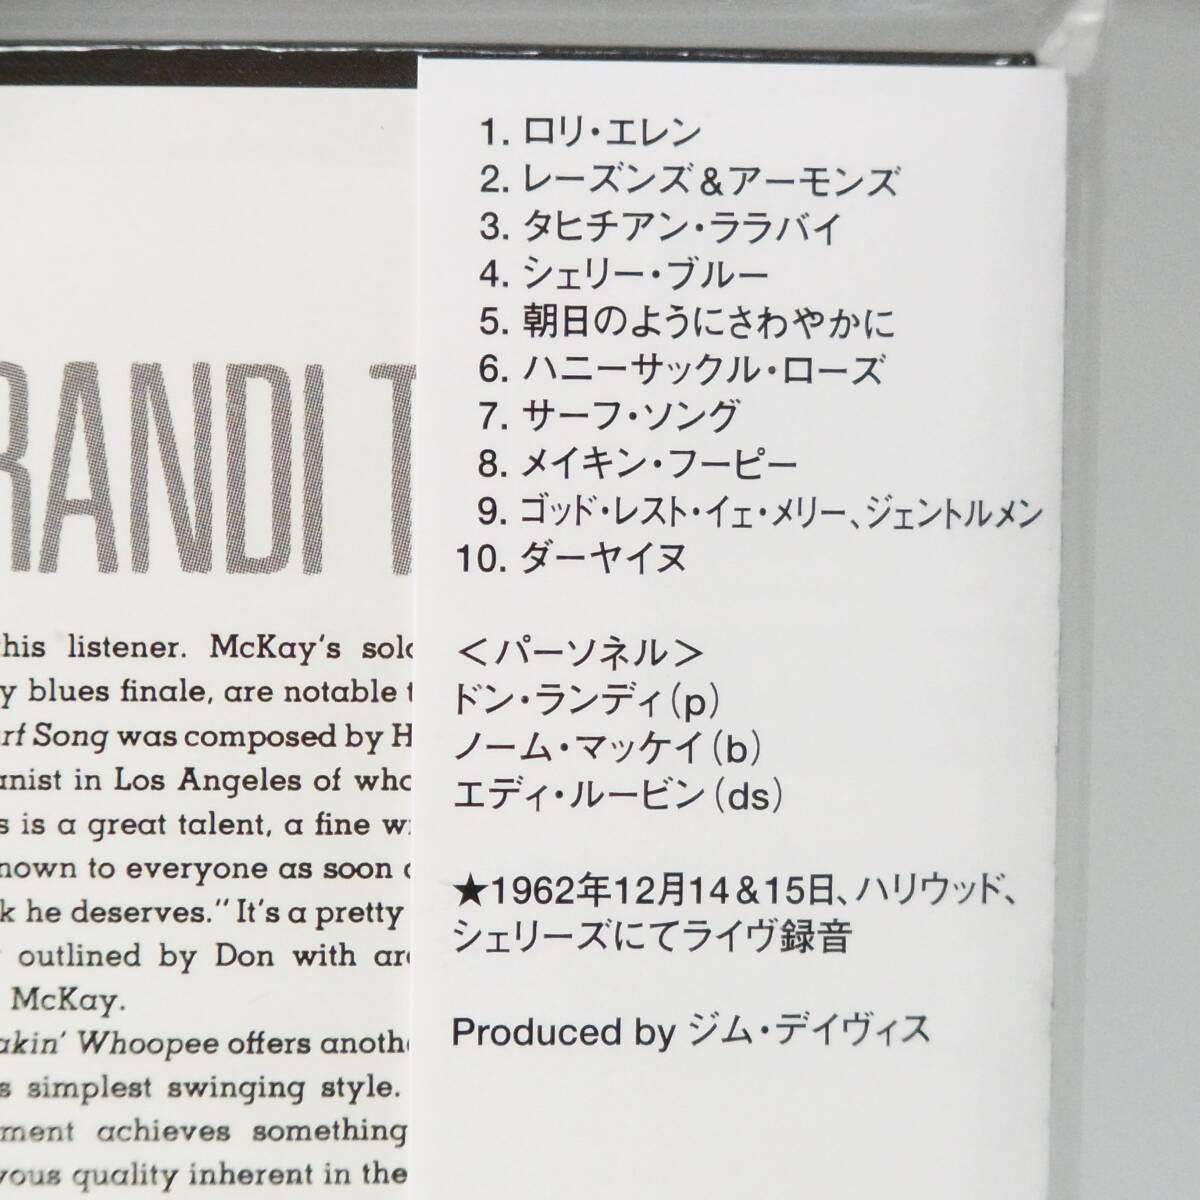 1. ロリ・エレン
2. レーズンズ＆アーモンズ
3. タヒチアン・ララバイ
4. シェリー・ブルー
5. 朝日のようにさわやかに
6. ハニーサックル・ローズ
7. サーフ・ソング
8. メイキン・フーピー
9. ゴッド・レスト・イェ・メリー、ジェントルメン
10. ダーヤイヌ
＜パーソネル＞
ドン・ランディ(p)
ノーム・マッケイ(b)
エディ・ルービン(ds)
★1962年12月14＆15日、ハリウッド、
シェリーズにてライヴ録音
Produced by ジム・デイヴィス
RANDI T
this listener. McKay's solo
y blues finale, are notable t
rf Song was composed by H
anist in Los Angeles of who
s is a great talent, a fine w
nown to everyone as soon
k he deserves." It's a pretty
outlined by Don with
McKay.
akin' Whoopee offers anothe
s simplest swinging style.
ment achieves something
vous quality inherent in the